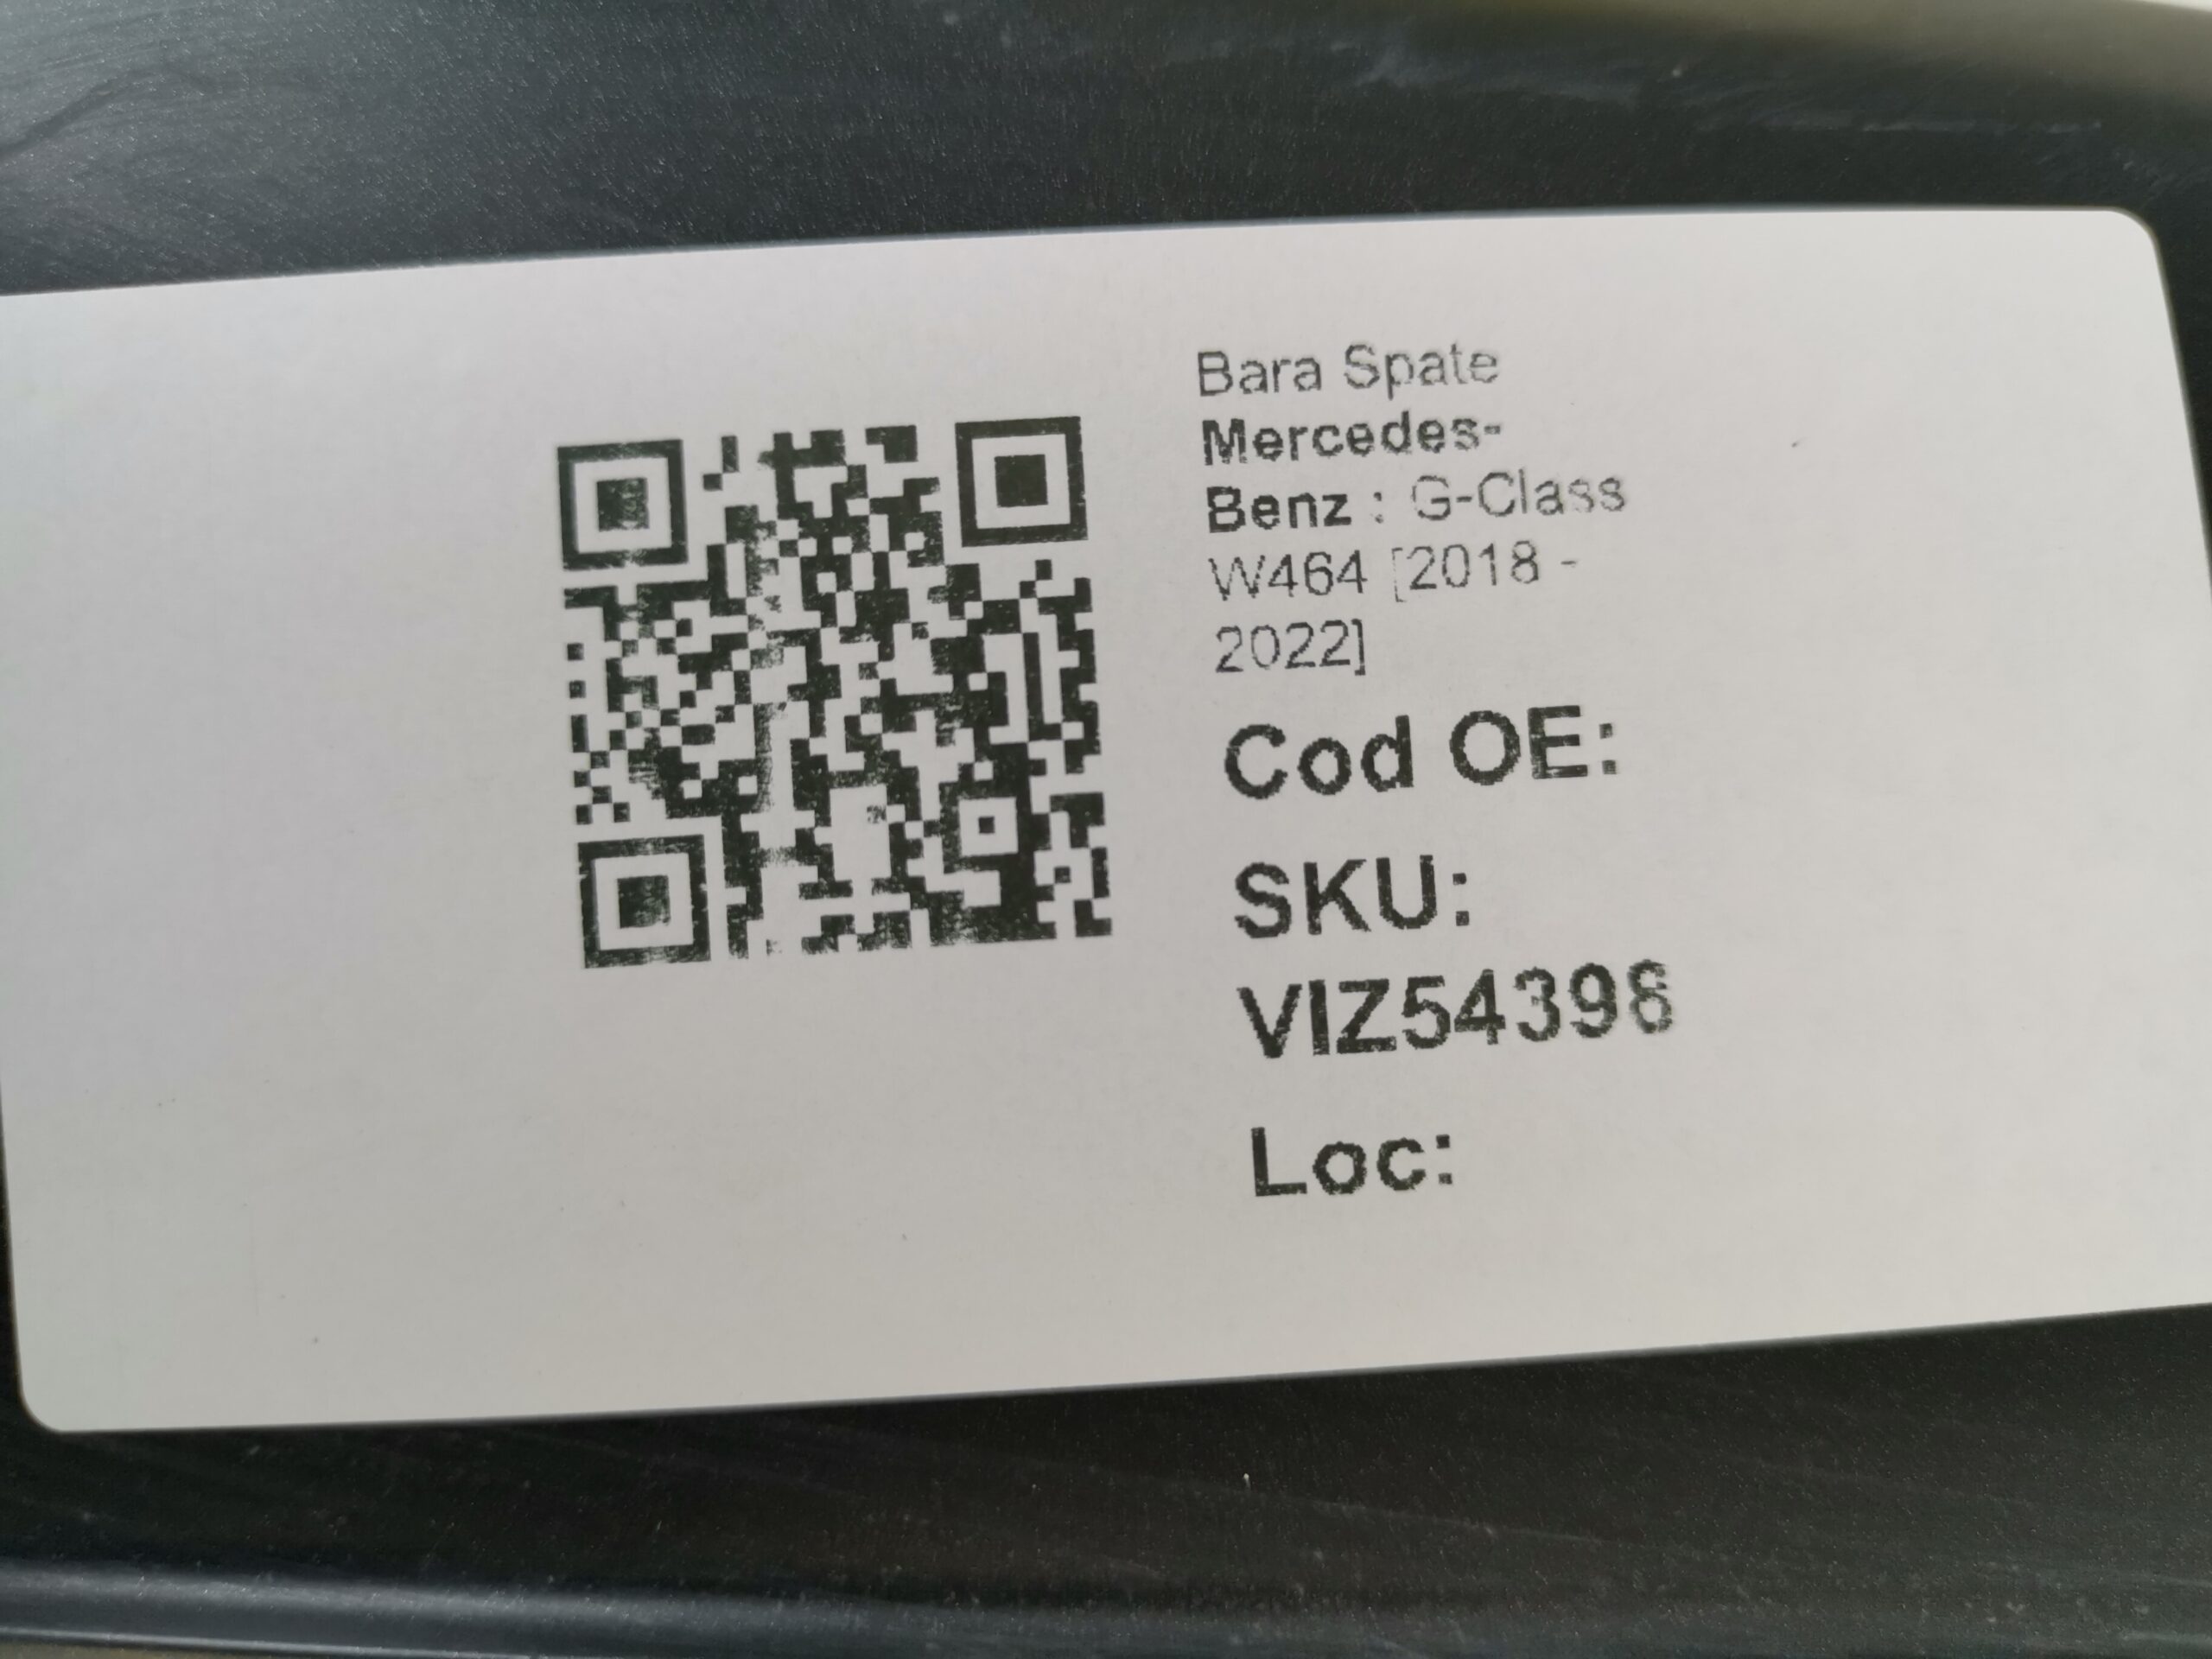 Bara Spate
Mercedes-
Benz : G-Class
W464 [2018 -
2022]
Cod OE:
SKU:
VIZ54398
Loc: